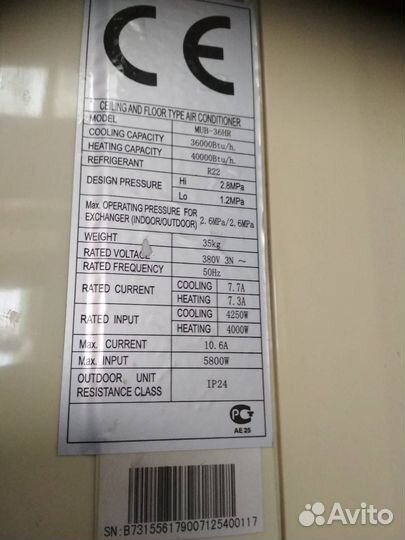 CE
CEILING AND FLOOR TYPE AIR CONDITIONER
MODEL MUB-36HR
COOLING CAPACITY 36000Btu/h.
HEATING CAPACITY 40000Btu/h.
REFRIGERANT R22
DESIGN PRESSURE Hi 2.8MPa
Lo 1.2MPa
Max. OPERATING PRESSURE FOR
EXCHANGER (INDOOR/OUTDOOR) 2.6MPa/2.6MPa
WEIGHT 35kg
RATED VOLTAGE 380V 3N ~
RATED FREQUENCY 50Hz
RATED CURRENT COOLING 7.7A
HEATING 7.3A
RATED INPUT COOLING 4250W
HEATING 4000W
Max. CURRENT 10.6A
Max. INPUT 5800W
OUTDOOR UNIT
RESISTANCE CLASS IP24
АЕ 25
SN:B731556179007125400117
Avito